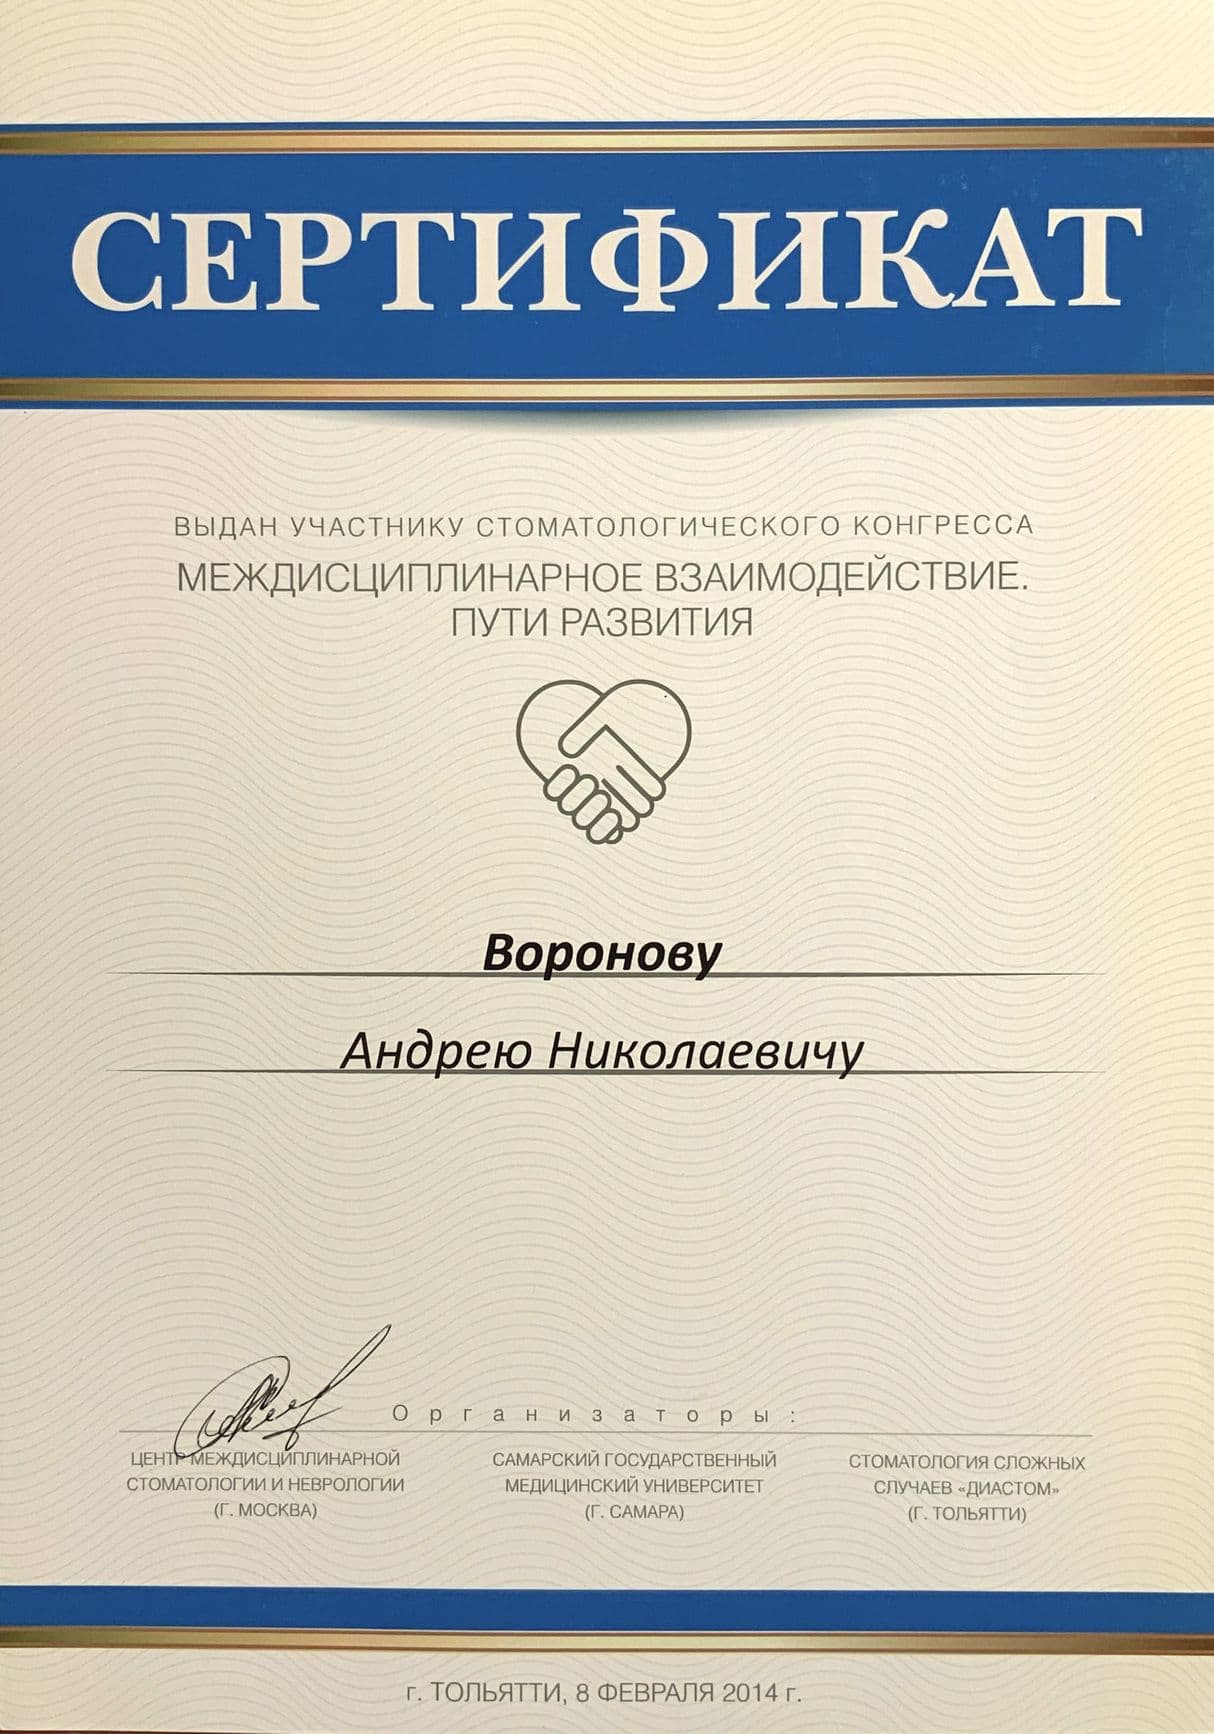 СЕРТИФИКАТ
ВЫДАН УЧАСТНИКУ СТОМАТОЛОГИЧЕСКОГО КОНГРЕССА
МЕЖДИСЦИПЛИНАРНОЕ ВЗАИМОДЕЙСТВИЕ.
ПУТИ РАЗВИТИЯ
Воронову
Андрею Николаевичу
Организаторы:
ЦЕНТР МЕЖДИСЦИПЛИНАРНОЙ
СТОМАТОЛОГИИ И НЕВРОЛОГИИ
(Г. МОСКВА)
САМАРСКИЙ ГОСУДАРСТВЕННЫЙ
МЕДИЦИНСКИЙ УНИВЕРСИТЕТ
(Г. САМАРА)
СТОМАТОЛОГИЯ СЛОЖНЫХ
СЛУЧАЕВ «ДИАСТОМ»
(Г. ТОЛЬЯТТИ)
г. ТОЛЬЯТТИ, 8 ФЕВРАЛЯ 2014 г.